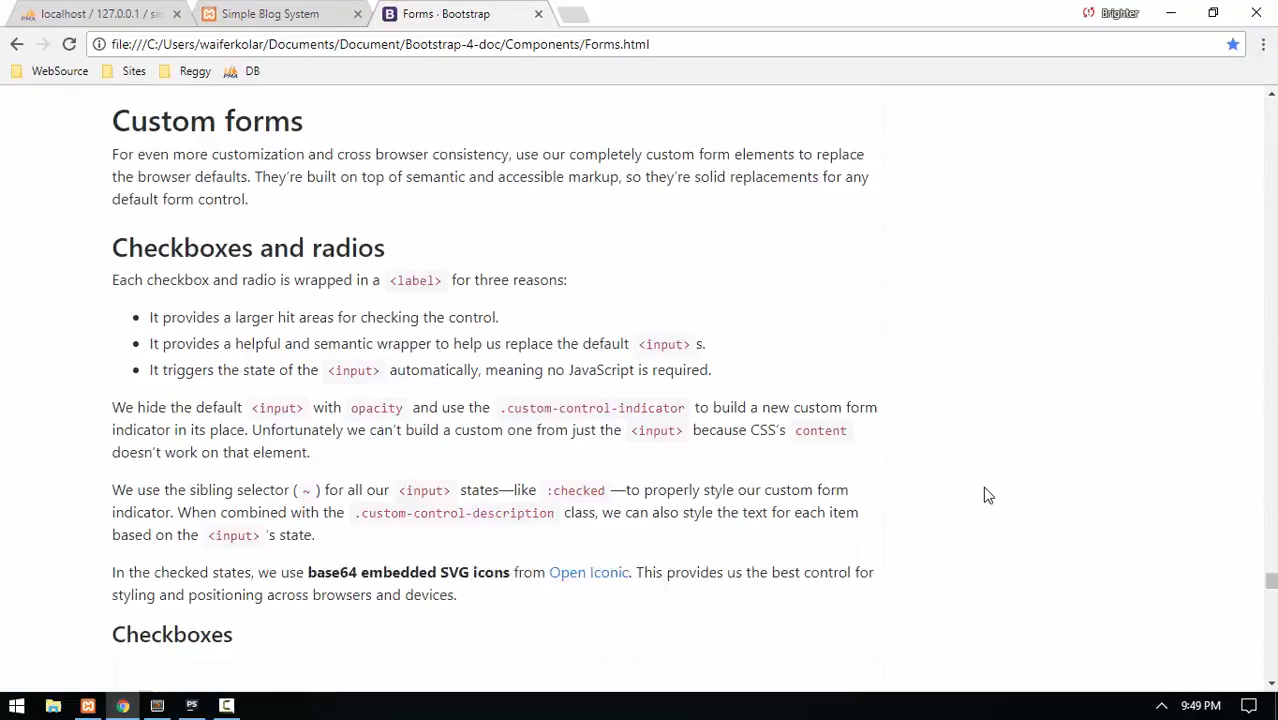 localhost / 127.0.0.1 / sim
Simple Blog System
Forms · Bootstrap
Brighter
file:///C:/Users/waiferkolar/Documents/Document/Bootstrap-4-doc/Components/Forms.html
WebSource
Sites
Reggy
DB
Custom forms
For even more customization and cross browser consistency, use our completely custom form elements to replace
the browser defaults. They’re built on top of semantic and accessible markup, so they’re solid replacements for any
default form control.
Checkboxes and radios
Each checkbox and radio is wrapped in a <label> for three reasons:
• It provides a larger hit areas for checking the control.
• It provides a helpful and semantic wrapper to help us replace the default <input> s.
• It triggers the state of the <input> automatically, meaning no JavaScript is required.
We hide the default <input> with opacity and use the .custom-control-indicator to build a new custom form
indicator in its place. Unfortunately we can’t build a custom one from just the <input> because CSS’s content
doesn’t work on that element.
We use the sibling selector ( ~ ) for all our <input> states—like :checked —to properly style our custom form
indicator. When combined with the .custom-control-description class, we can also style the text for each item
based on the <input> ’s state.
In the checked states, we use base64 embedded SVG icons from Open Iconic. This provides us the best control for
styling and positioning across browsers and devices.
Checkboxes
9:49 PM